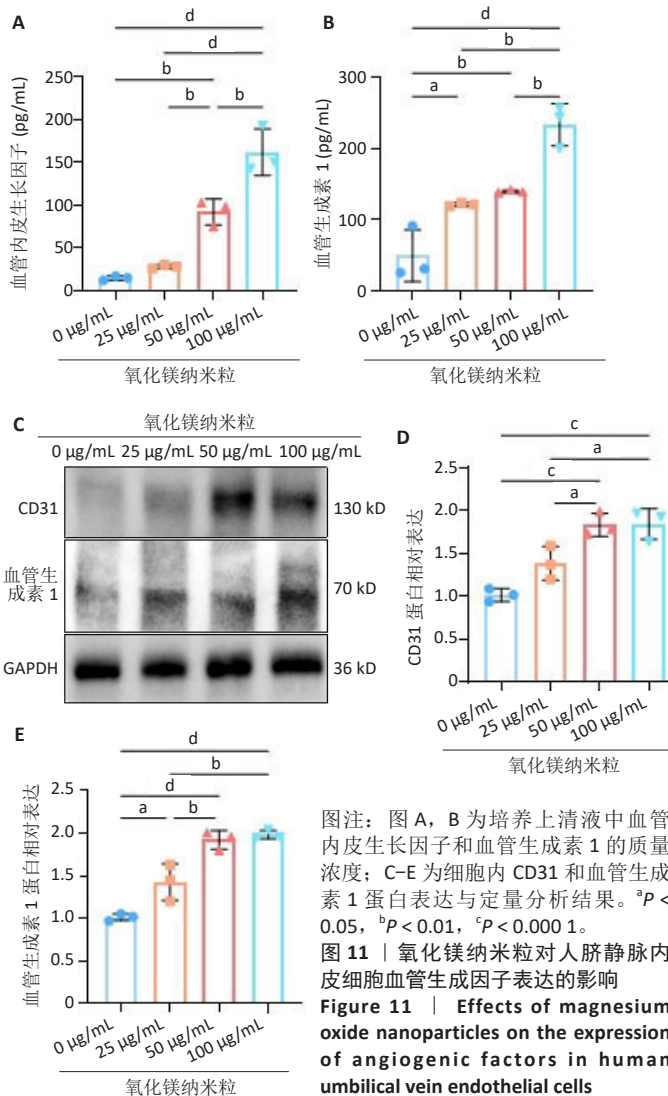 A
d
d
b
b
b
血管内皮生长因子 (pg/mL)
250
200
150
100
50
0
0 μg/mL
25 μg/mL
50 μg/mL
100 μg/mL
氧化镁纳米粒
B
d
b
b
a
b
血管生成素 1 (pg/mL)
300
200
100
0
0 μg/mL
25 μg/mL
50 μg/mL
100 μg/mL
氧化镁纳米粒
C
氧化镁纳米粒
0 μg/mL 25 μg/mL 50 μg/mL 100 μg/mL
CD31
130 kD
血管生
成素 1
70 kD
GAPDH
36 kD
D
c
a
c
a
CD31 蛋白相对表达
2.5
2.0
1.5
1.0
0.5
0
0 μg/mL
25 μg/mL
50 μg/mL
100 μg/mL
氧化镁纳米粒
E
d
b
d
a
b
血管生成素 1 蛋白相对表达
2.5
2.0
1.5
1.0
0.5
0
0 μg/mL
25 μg/mL
50 μg/mL
100 μg/mL
氧化镁纳米粒
图注：图 A，B 为培养上清液中血管
内皮生长因子和血管生成素 1 的质量
浓度；C-E 为细胞内 CD31 和血管生成
素 1 蛋白表达与定量分析结果。ᵃP <
0.05，ᵇP < 0.01，ᶜP < 0.000 1。
图 11 ｜氧化镁纳米粒对人脐静脉内
皮细胞血管生成因子表达的影响
Figure 11 ｜ Effects of magnesium
oxide nanoparticles on the expression
of angiogenic factors in human
umbilical vein endothelial cells